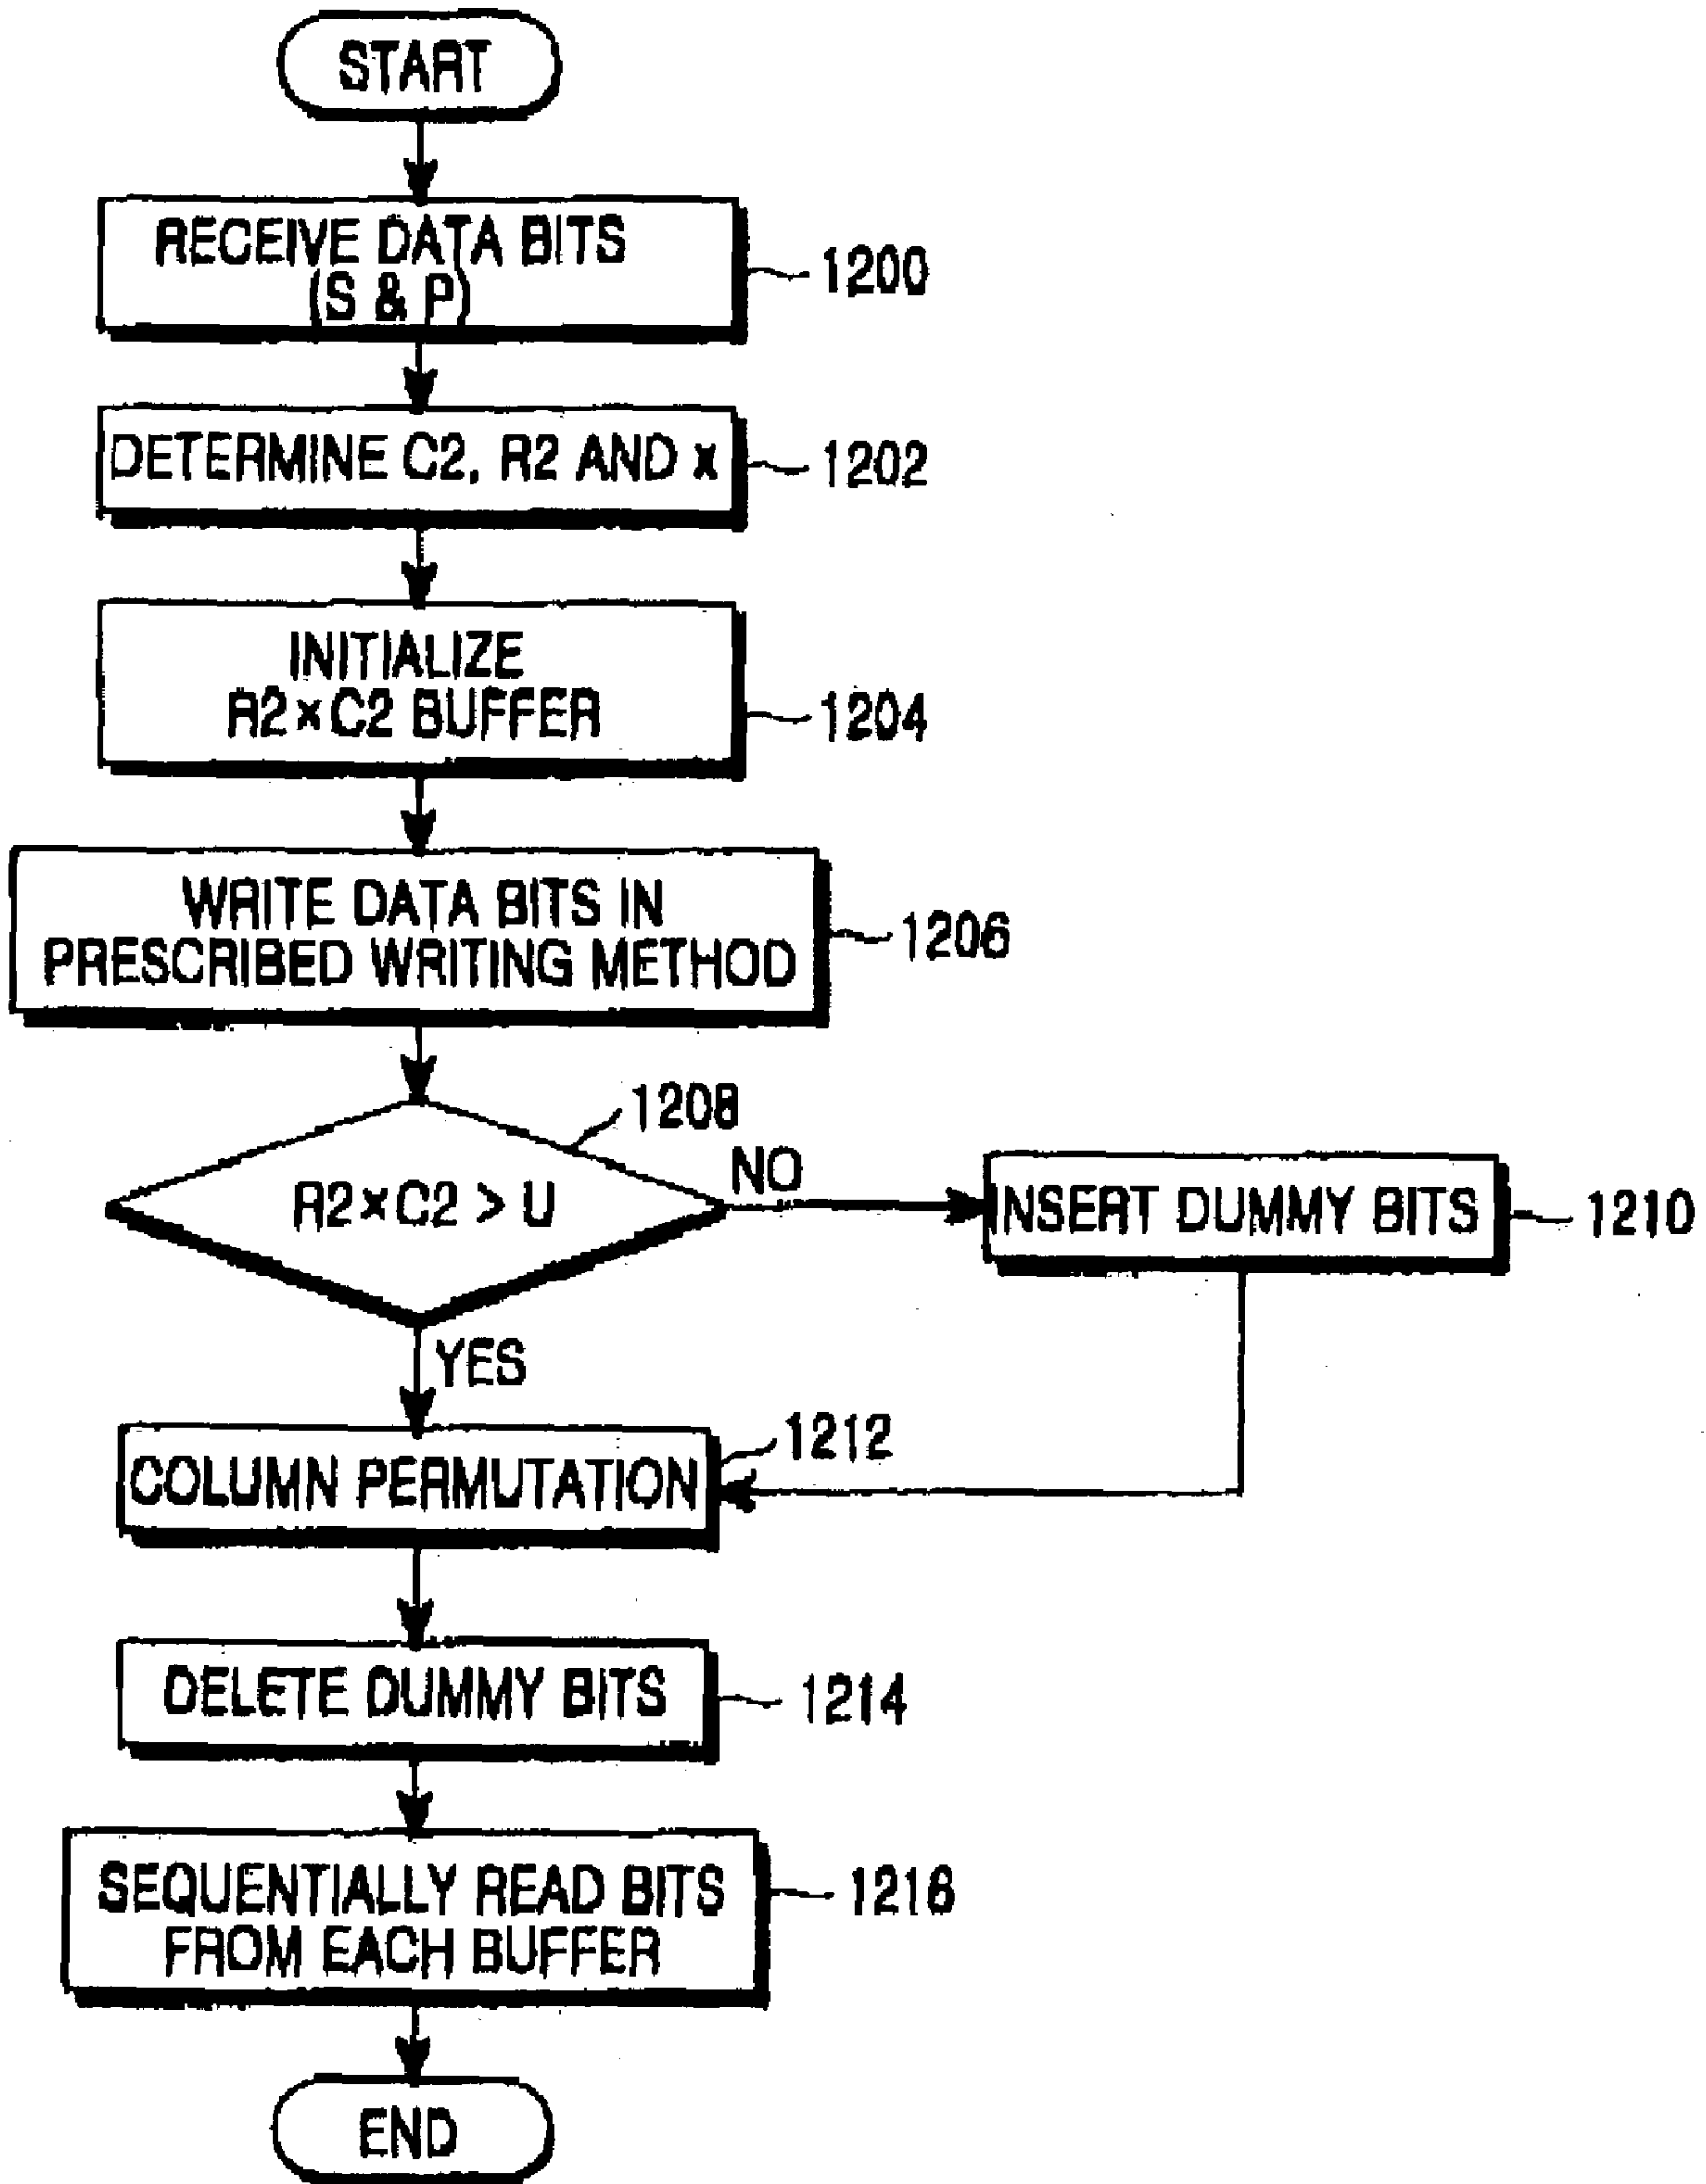 START
RECEIVE DATA BITS
(S & P)
1200
DETERMINE C2, R2 AND x
1202
INITIALIZE
R2×C2 BUFFER
1204
WRITE DATA BITS IN
PRESCRIBED WRITING METHOD
1206
1208
R2×C2 > U
NO
INSERT DUMMY BITS
1210
YES
1212
COLUMN PERMUTATION
DELETE DUMMY BITS
1214
SEQUENTIALLY READ BITS
FROM EACH BUFFER
1216
END